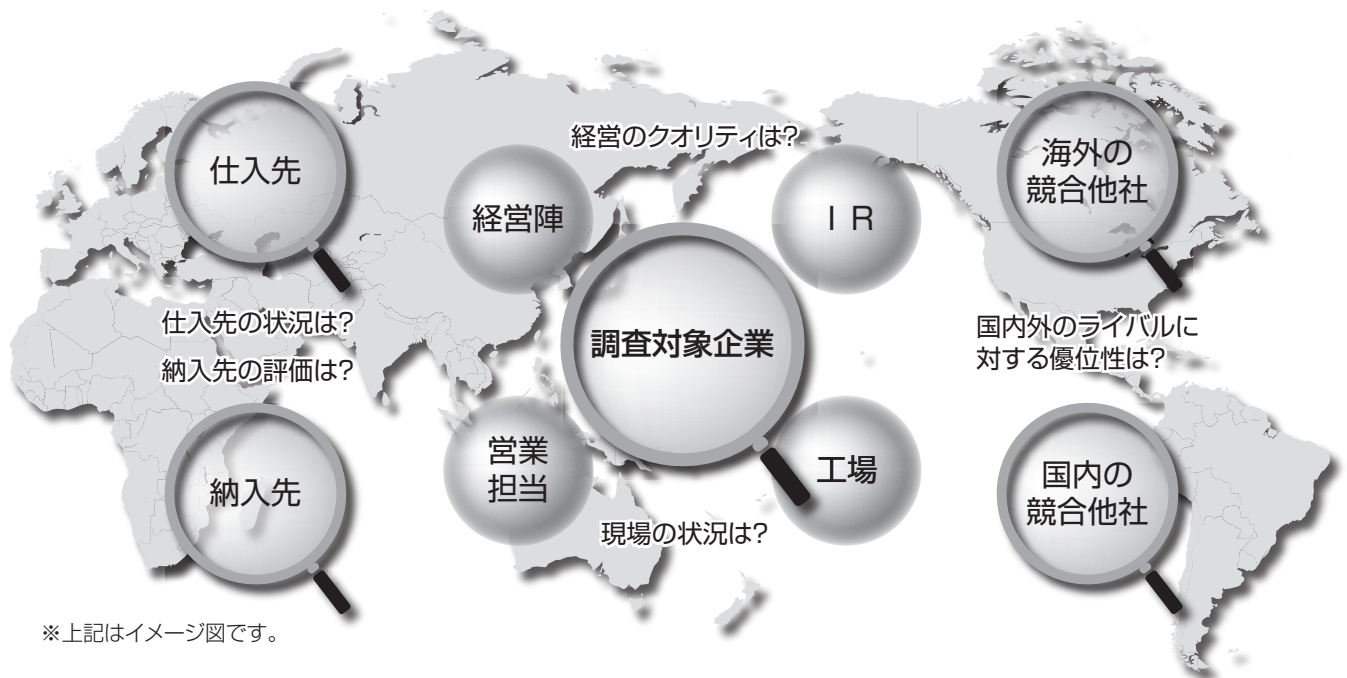 経営のクオリティは?
仕入先
経営陣
I R
海外の
競合他社
仕入先の状況は?
納入先の評価は?
調査対象企業
国内外のライバルに
対する優位性は?
納入先
営業
担当
工場
国内の
競合他社
現場の状況は?
※上記はイメージ図です。